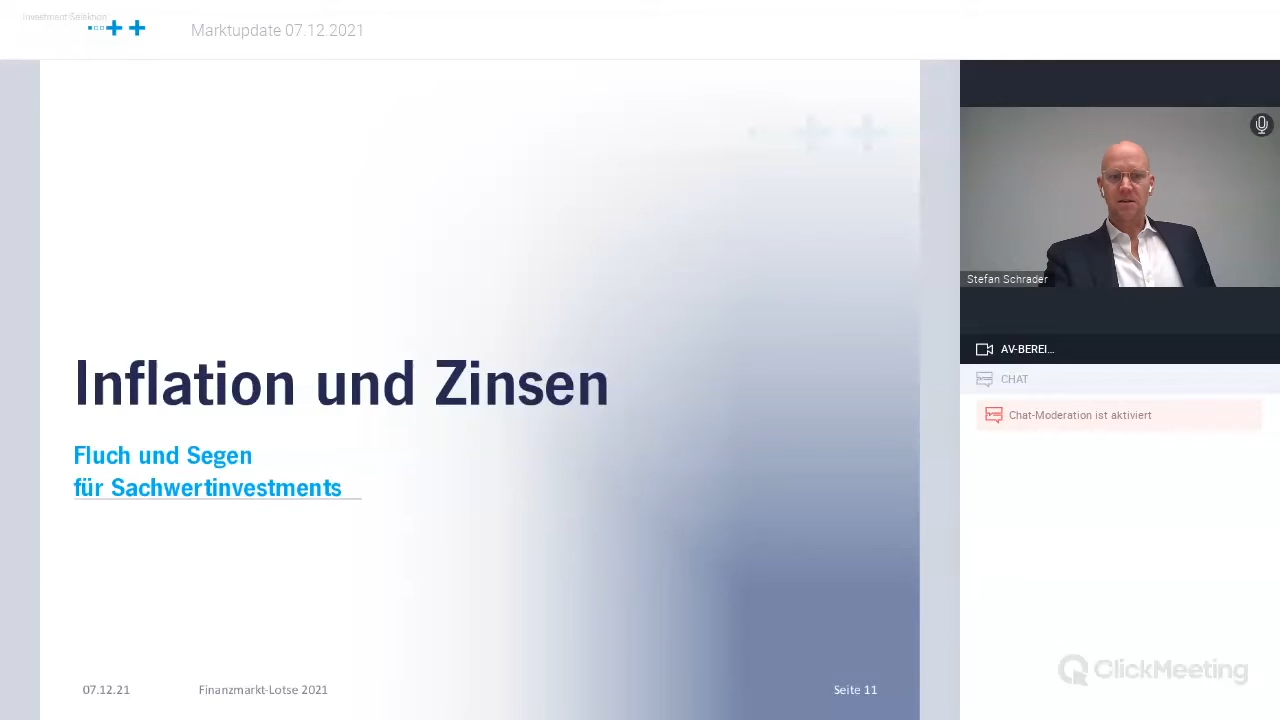 Investment-Selektion
Marktupdate 07.12.2021
Inflation und Zinsen
Fluch und Segen
für Sachwertinvestments
07.12.21
Finanzmarkt-Lotse 2021
Seite 11
Stefan Schrader
AV-BEREI...
CHAT
Chat-Moderation ist aktiviert
ClickMeeting